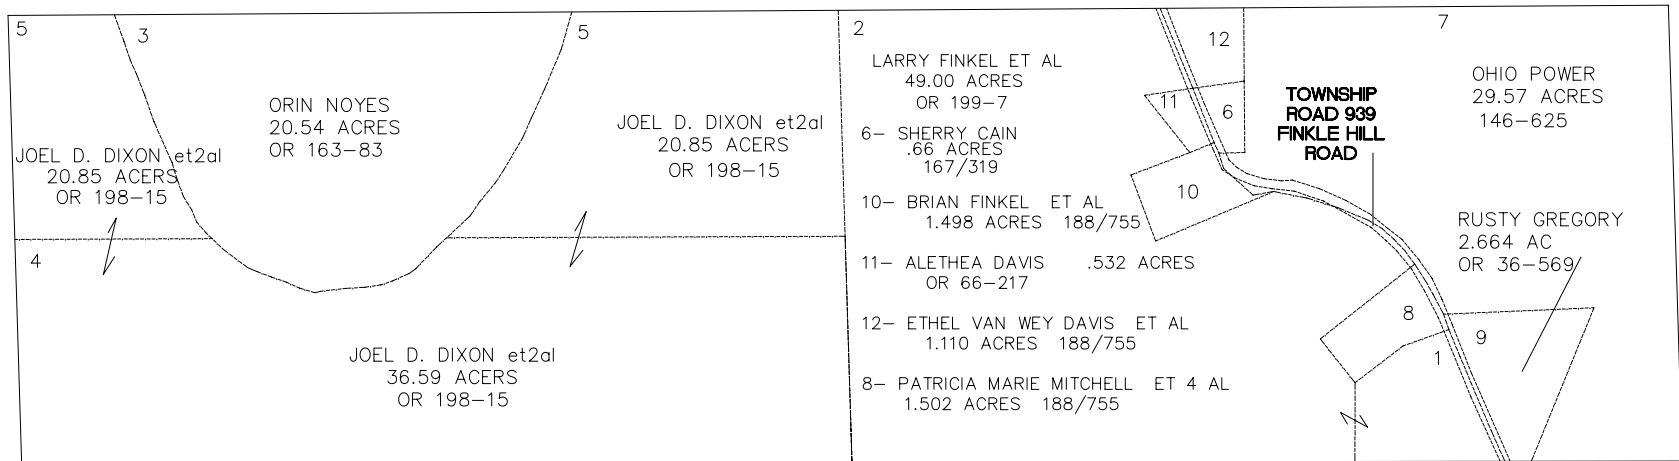 5
3
5
ORIN NOYES
20.54 ACRES
OR 163-83
JOEL D. DIXON et2al
20.85 ACERS
OR 198-15
JOEL D. DIXON et2al
20.85 ACRES
OR 198-15
4
JOEL D. DIXON et2al
36.59 ACERS
OR 198-15
2
LARRY FINKEL ET AL
49.00 ACRES
OR 199-7
6- SHERRY CAIN
.66 ACRES
167/319
10- BRIAN FINKEL ET AL
1.498 ACRES 188/755
11- ALETHEA DAVIS .532 ACRES
OR 66-217
12- ETHEL VAN WEY DAVIS ET AL
1.110 ACRES 188/755
8- PATRICIA MARIE MITCHELL ET 4 AL
1.502 ACRES 188/755
12
11
6
10
TOWNSHIP
ROAD 939
FINKLE HILL
ROAD
7
OHIO POWER
29.57 ACRES
146-625
RUSTY GREGORY
2.664 AC
OR 36-569
8
9
1